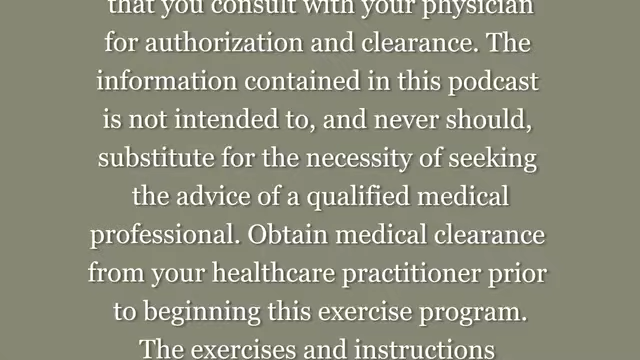 that you consult with your physician
for authorization and clearance. The
information contained in this podcast
is not intended to, and never should,
substitute for the necessity of seeking
the advice of a qualified medical
professional. Obtain medical clearance
from your healthcare practitioner prior
to beginning this exercise program.
The exercises and instructions